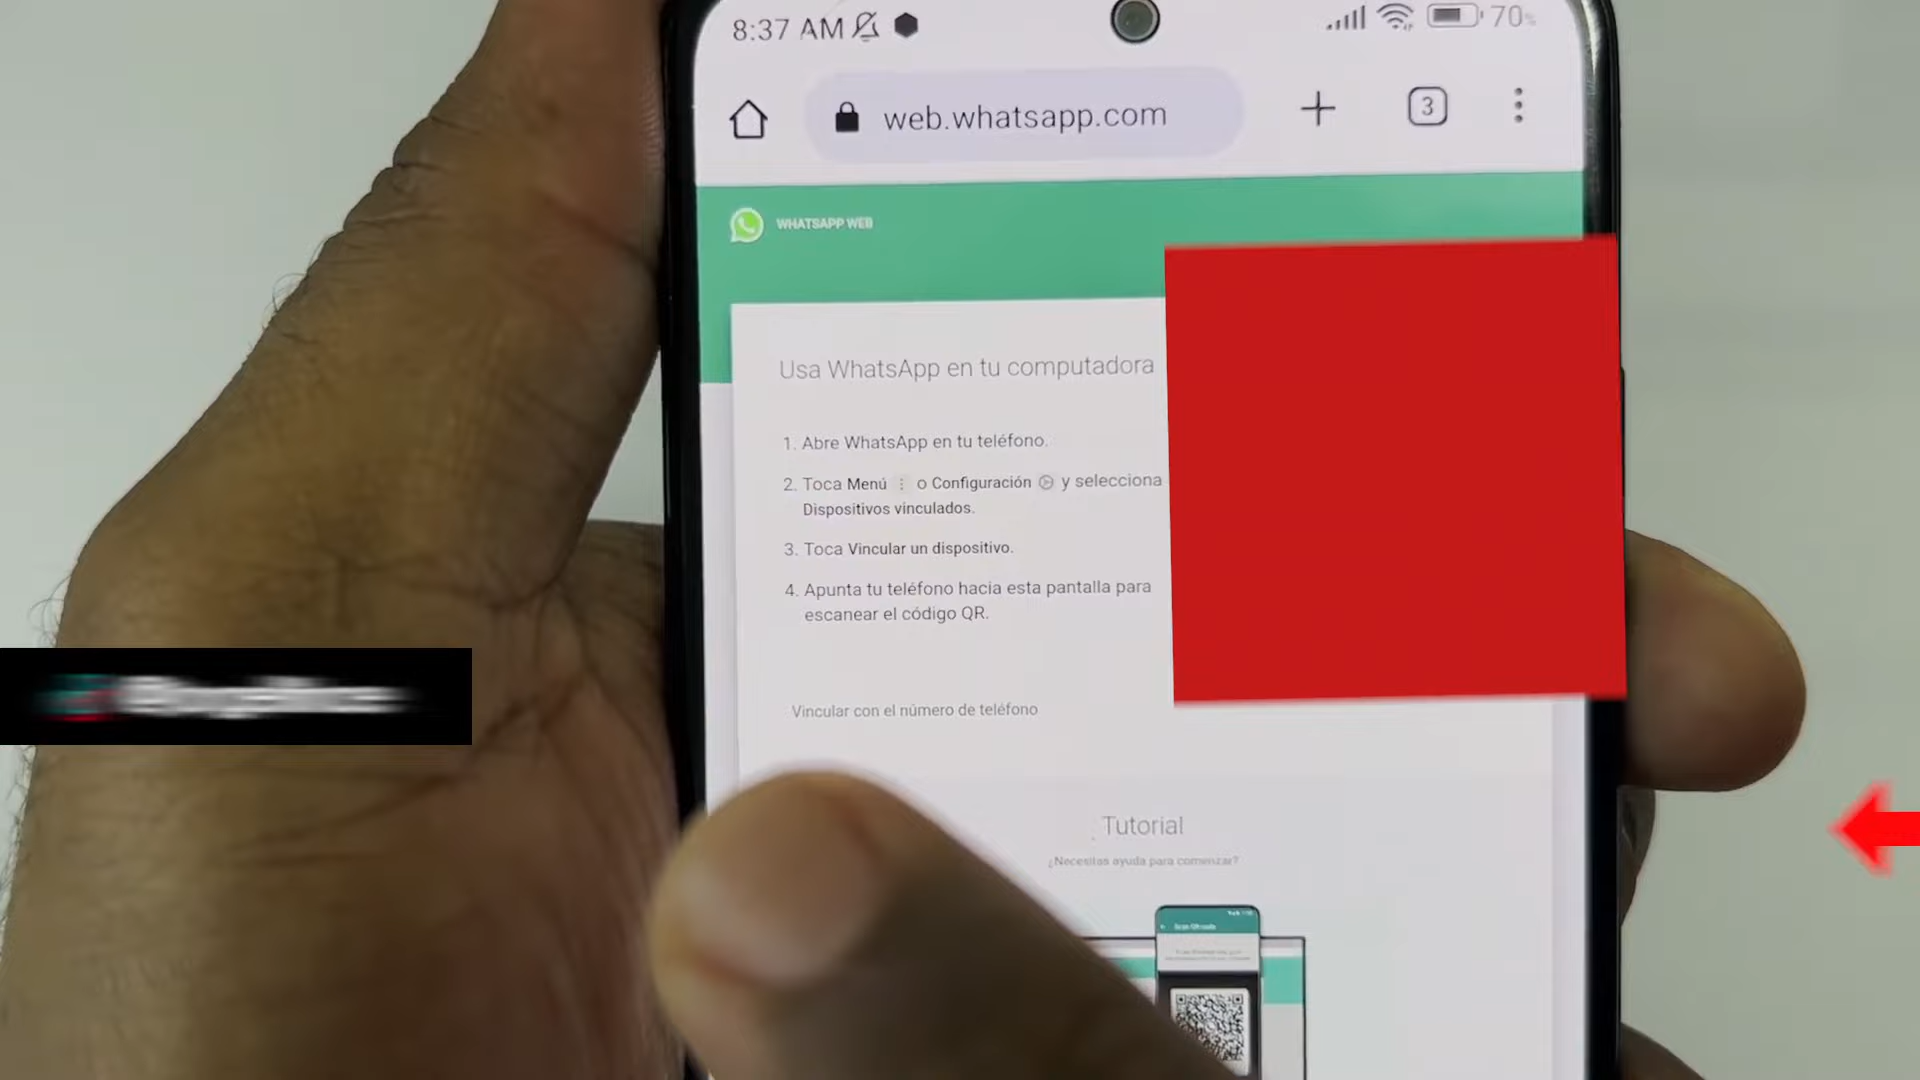 8:37 AM
70%
web.whatsapp.com
3
WHATSAPP WEB
Usa WhatsApp en tu computadora
1. Abre WhatsApp en tu teléfono.
2. Toca Menú o Configuración y selecciona
Dispositivos vinculados.
3. Toca Vincular un dispositivo.
4. Apunta tu teléfono hacia esta pantalla para
escanear el código QR.
Vincular con el número de teléfono
Tutorial
¿Necesitas ayuda para comenzar?